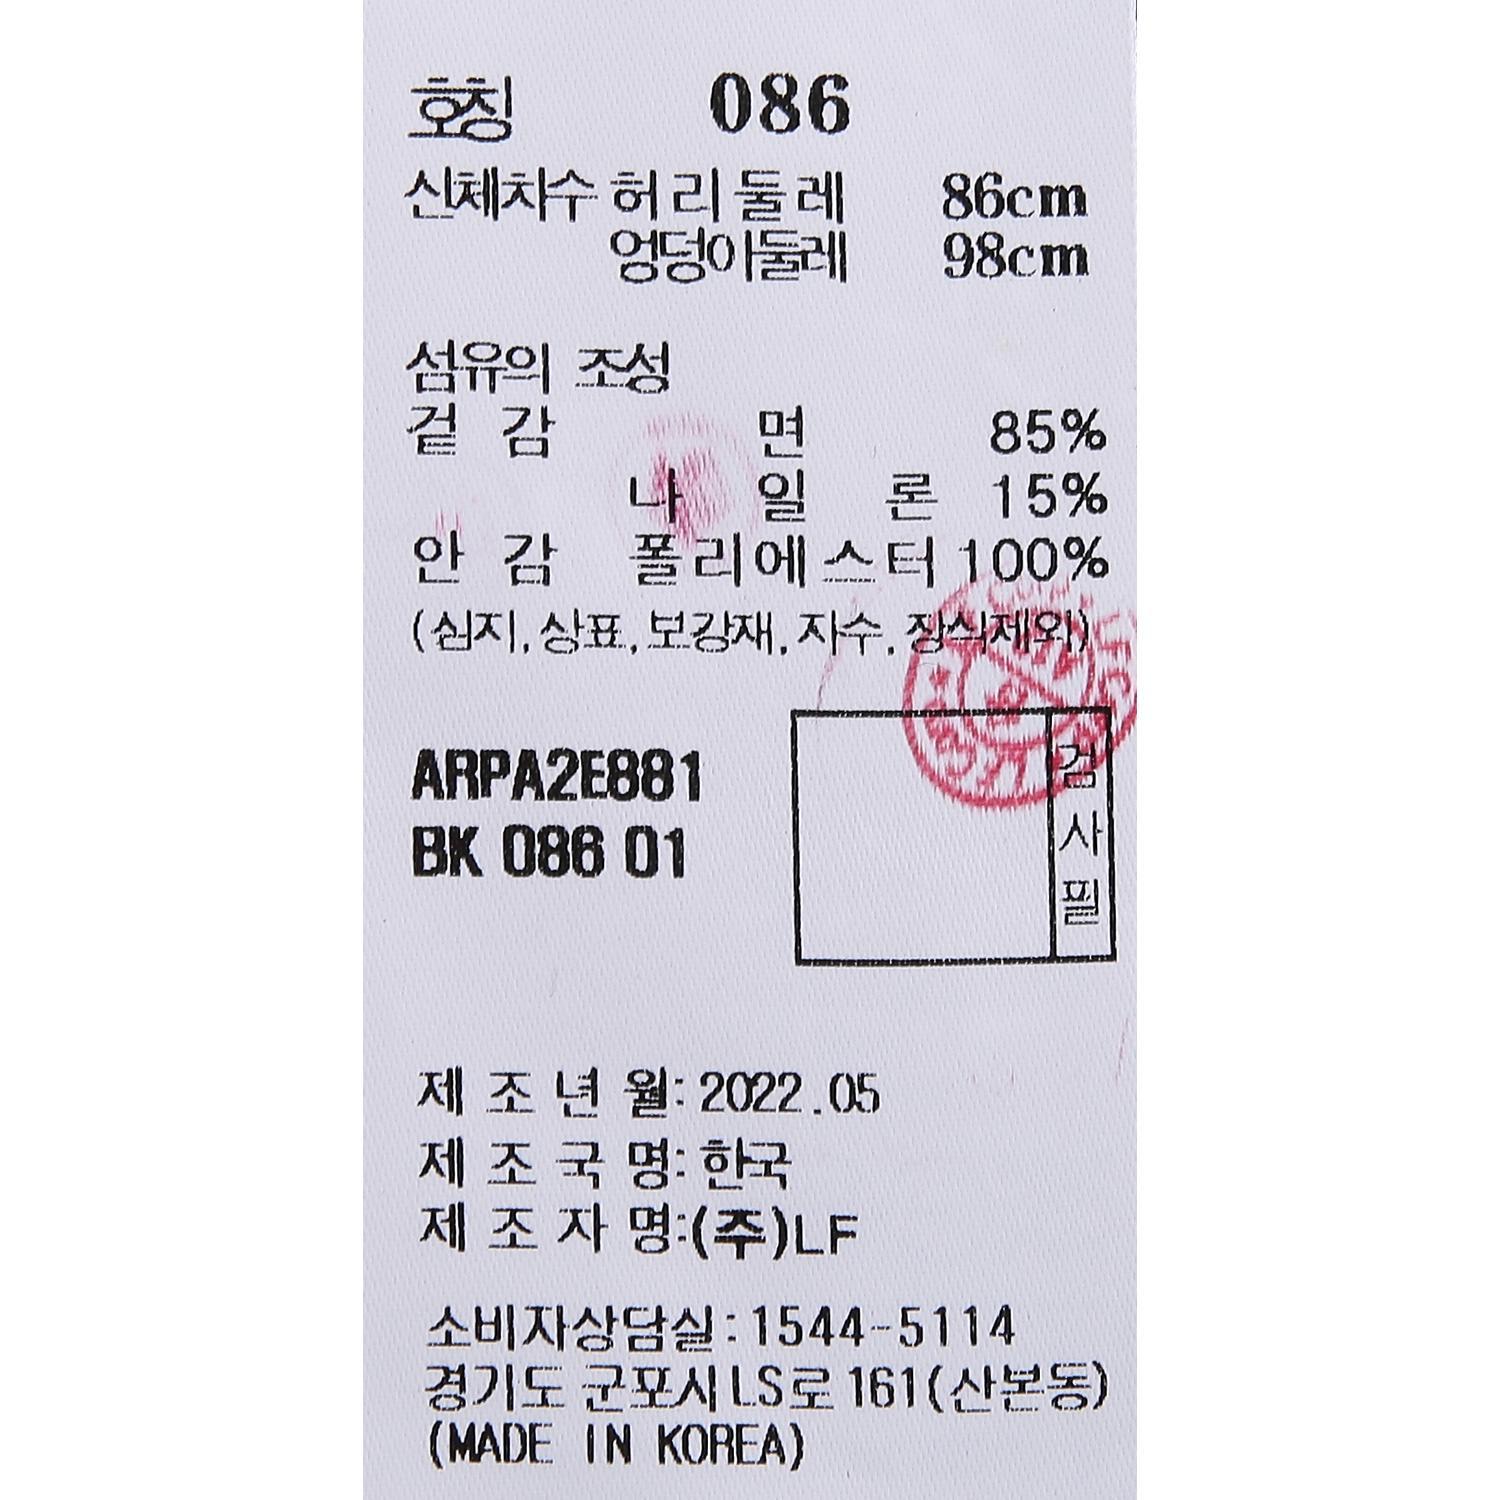 호칭 086
신체치수 허리둘레 86cm
엉덩이둘레 98cm
섬유의 조성
겉감 면 85%
나일론 15%
안감 폴리에스터 100%
(심지, 상표, 보강재, 자수, 장식제외)
ARPA2E881
BK 086 01
검사필
제조년월: 2022.05
제조국명: 한국
제조자명:(주)LF
소비자상담실:1544-5114
경기도 군포시 LS로 161(산본동)
(MADE IN KOREA)